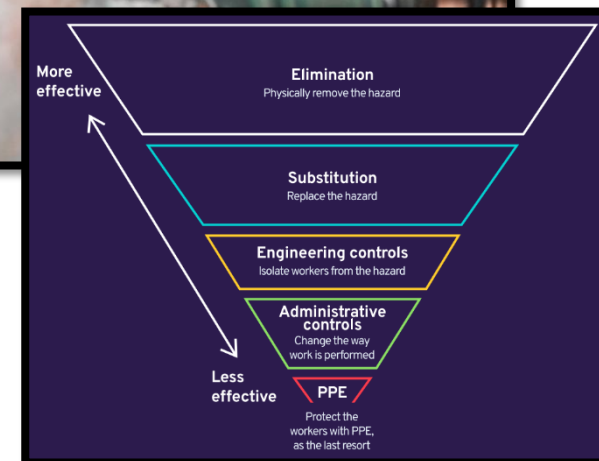 More
effective
Elimination
Physically remove the hazard
Substitution
Replace the hazard
Engineering controls
Isolate workers from the hazard
Administrative
controls
Change the way
work is performed
Less
effective
PPE
Protect the
workers with PPE,
as the last resort